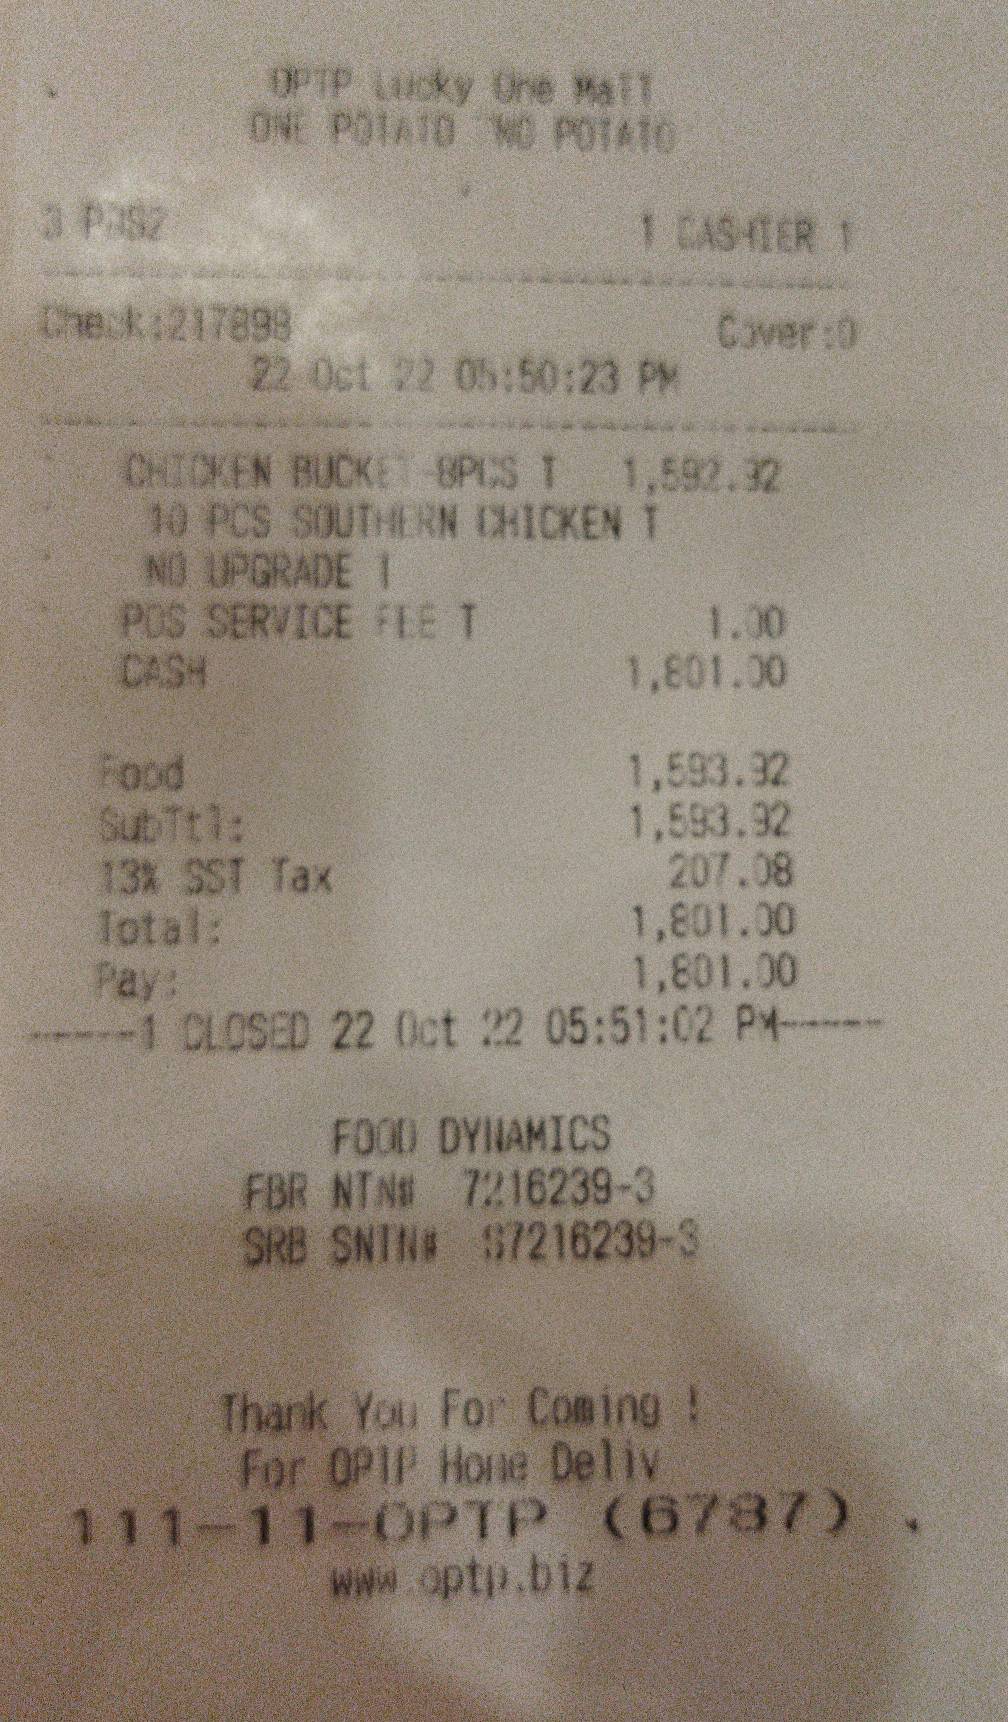 OPTP Lucky One Mall
ONE POTATO TWO POTATO
3 POS2 1 CASHIER 1
Check:217898 Cover:0
22 Oct 22 05:50:23 PM
CHICKEN BUCKET-8PCS T 1,592.92
10 PCS SOUTHERN CHICKEN T
NO UPGRADE T
POS SERVICE FEE T 1.00
CASH 1,801.00
Food 1,593.92
SubTtl: 1,593.92
13% SST Tax 207.08
Total: 1,801.00
Pay: 1,801.00
------1 CLOSED 22 Oct 22 05:51:02 PM------
FOOD DYNAMICS
FBR NTN# 7216239-3
SRB SNTN# S7216239-3
Thank You For Coming !
For OPTP Home Deliv
111-11-OPTP (6787) .
www.optp.biz